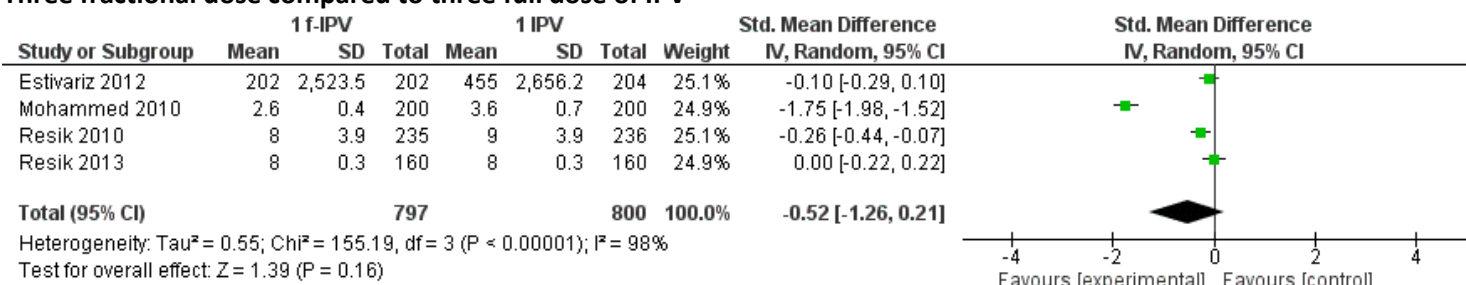 Three fractional dose compared to three full dose of IPV
1 f-IPV 1 IPV Std. Mean Difference Std. Mean Difference
Study or Subgroup Mean SD Total Mean SD Total Weight IV, Random, 95% CI IV, Random, 95% CI
Estivariz 2012 202 2,523.5 202 455 2,656.2 204 25.1% -0.10 [-0.29, 0.10]
Mohammed 2010 2.6 0.4 200 3.6 0.7 200 24.9% -1.75 [-1.98, -1.52]
Resik 2010 8 3.9 235 9 3.9 236 25.1% -0.26 [-0.44, -0.07]
Resik 2013 8 0.3 160 8 0.3 160 24.9% 0.00 [-0.22, 0.22]
Total (95% CI) 797 800 100.0% -0.52 [-1.26, 0.21]
Heterogeneity: Tau² = 0.55; Chi² = 155.19, df = 3 (P < 0.00001); I² = 98%
Test for overall effect: Z = 1.39 (P = 0.16)
-4 -2 0 2 4
Favours [experimental] Favours [control]